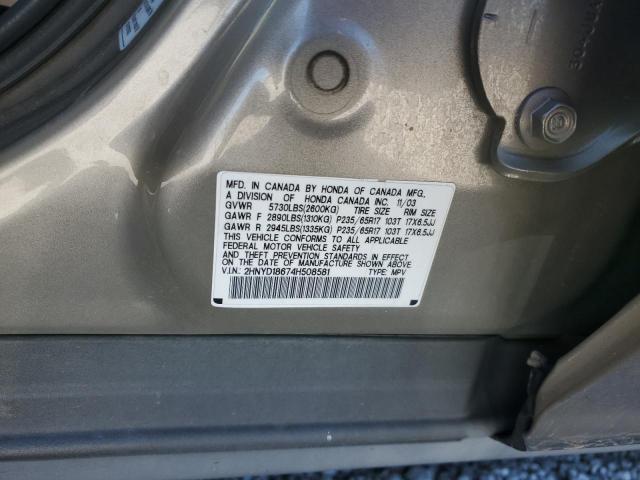 MFD. IN CANADA BY HONDA OF CANADA MFG.
A DIVISION OF HONDA CANADA INC. 11/03
GVWR 5730LBS(2600KG) TIRE SIZE RIM SIZE
GAWR F 2890LBS(1310KG) P235/65R17 103T 17X6.5JJ
GAWR R 2945LBS(1335KG) P235/65R17 103T 17X6.5JJ
THIS VEHICLE CONFORMS TO ALL APPLICABLE
FEDERAL MOTOR VEHICLE SAFETY
AND THEFT PREVENTION STANDARDS IN EFFECT
ON THE DATE OF MANUFACTURE SHOWN ABOVE.
V.I.N.: 2HNYD18674H508581 TYPE: MPV